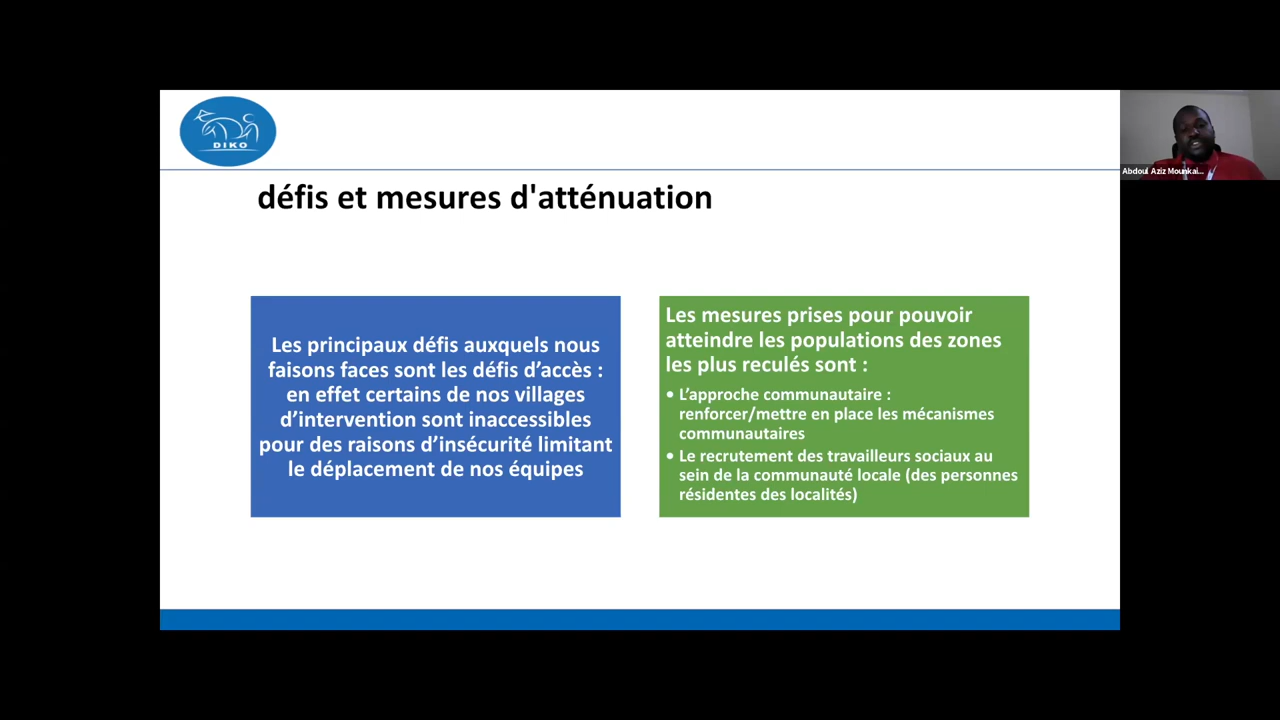 DIKO
Abdoul Aziz Mounkai...
défis et mesures d'atténuation
Les principaux défis auxquels nous
faisons faces sont les défis d’accès :
en effet certains de nos villages
d’intervention sont inaccessibles
pour des raisons d’insécurité limitant
le déplacement de nos équipes
Les mesures prises pour pouvoir
atteindre les populations des zones
les plus reculés sont :
• L’approche communautaire :
renforcer/mettre en place les mécanismes
communautaires
• Le recrutement des travailleurs sociaux au
sein de la communauté locale (des personnes
résidentes des localités)